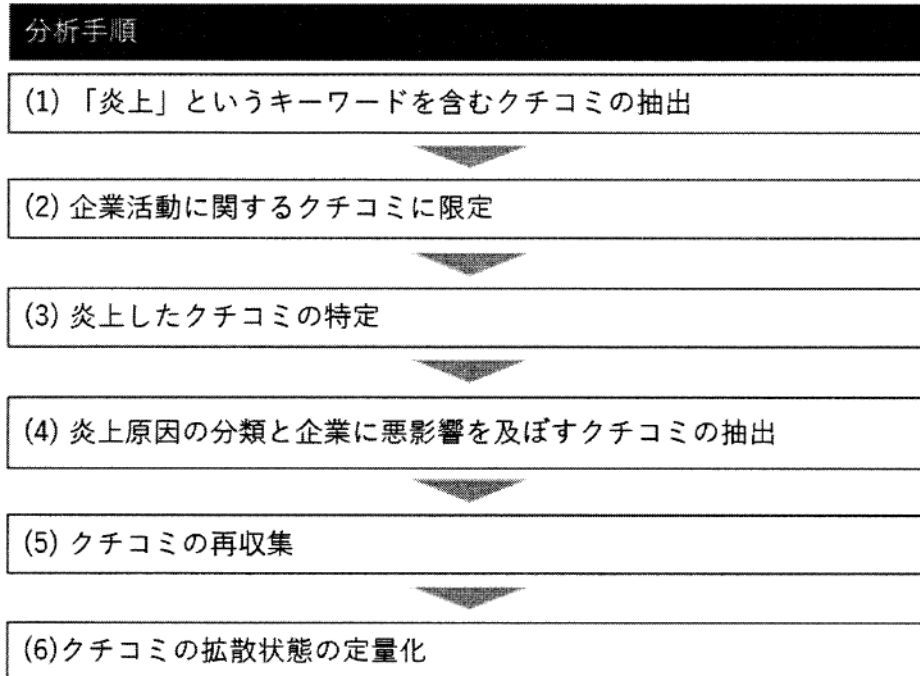 分析手順
(1) 「炎上」というキーワードを含むクチコミの抽出
(2) 企業活動に関するクチコミに限定
(3) 炎上したクチコミの特定
(4) 炎上原因の分類と企業に悪影響を及ぼすクチコミの抽出
(5) クチコミの再収集
(6)クチコミの拡散状態の定量化